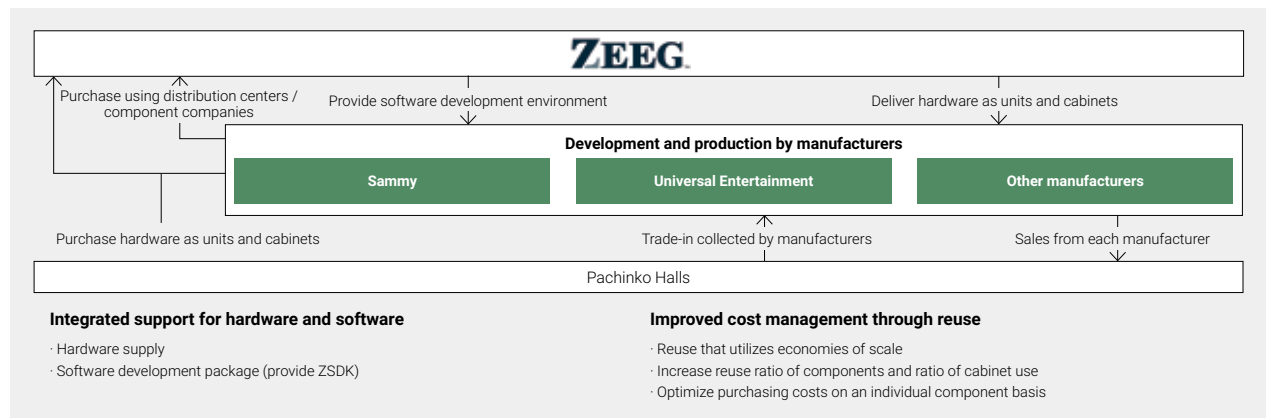 ZEEG™
Purchase using distribution centers /
component companies
Provide software development environment
Deliver hardware as units and cabinets
Development and production by manufacturers
Sammy
Universal Entertainment
Other manufacturers
Purchase hardware as units and cabinets
Trade-in collected by manufacturers
Sales from each manufacturer
Pachinko Halls
Integrated support for hardware and software
· Hardware supply
· Software development package (provide ZSDK)
Improved cost management through reuse
· Reuse that utilizes economies of scale
· Increase reuse ratio of components and ratio of cabinet use
· Optimize purchasing costs on an individual component basis